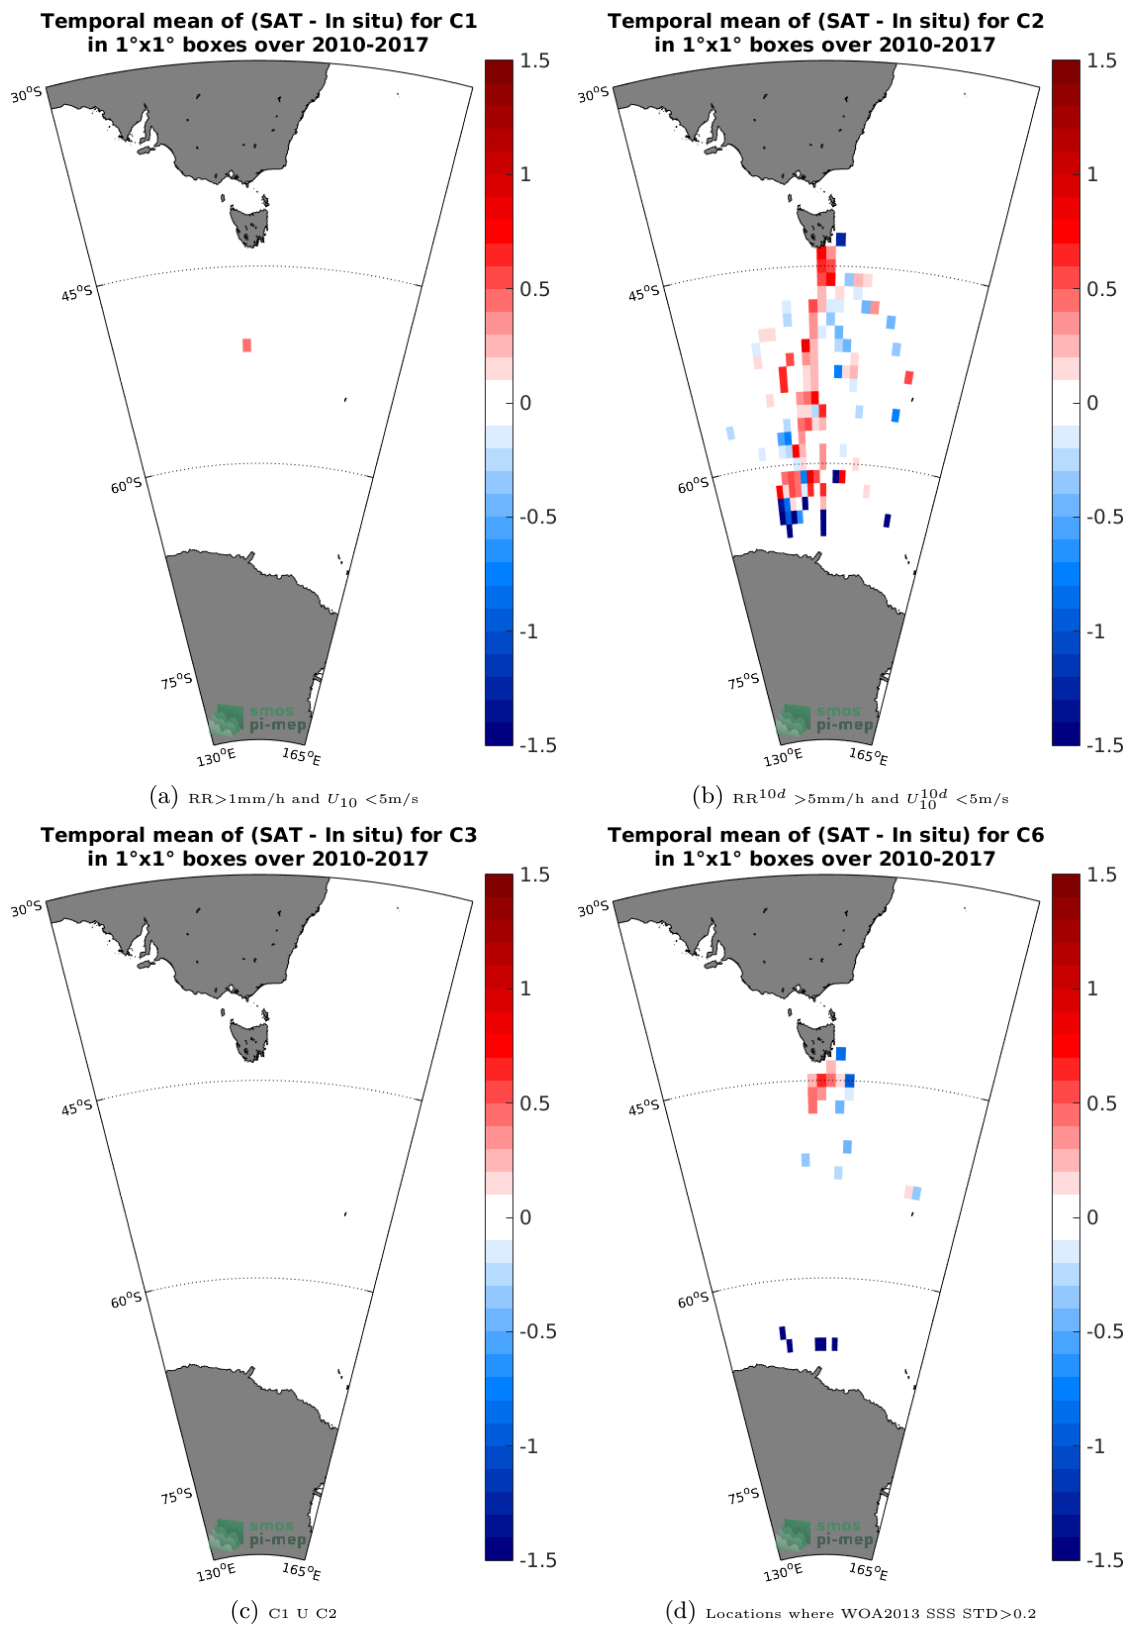 Temporal mean of (SAT - In situ) for C1
in 1°x1° boxes over 2010-2017
30°S
45°S
60°S
75°S
130°E
165°E
1.5
1
0.5
0
-0.5
-1
-1.5
smos
pi-mep
(a) RR>1mm/h and U10 <5m/s
Temporal mean of (SAT - In situ) for C2
in 1°x1° boxes over 2010-2017
30°S
45°S
60°S
75°S
130°E
165°E
1.5
1
0.5
0
-0.5
-1
-1.5
smos
pi-mep
(b) RR^10d >5mm/h and U10^10d <5m/s
Temporal mean of (SAT - In situ) for C3
in 1°x1° boxes over 2010-2017
30°S
45°S
60°S
75°S
130°E
165°E
1.5
1
0.5
0
-0.5
-1
-1.5
smos
pi-mep
(c) C1 U C2
Temporal mean of (SAT - In situ) for C6
in 1°x1° boxes over 2010-2017
30°S
45°S
60°S
75°S
130°E
165°E
1.5
1
0.5
0
-0.5
-1
-1.5
smos
pi-mep
(d) Locations where WOA2013 SSS STD>0.2